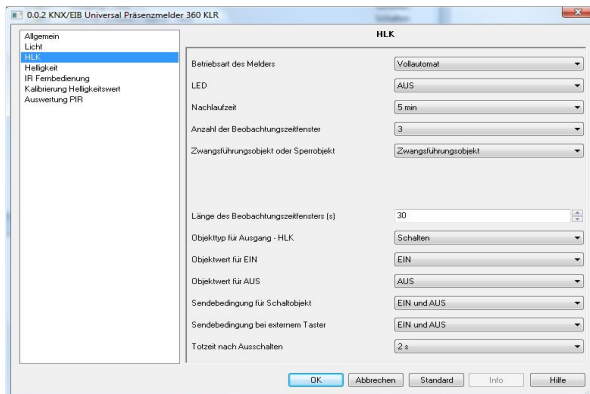 0.0.2 KNX/EIB Universal Präsenzmelder 360 KLR
Allgemein
Licht
HLK
Helligkeit
IR Fernbedienung
Kalibrierung Helligkeitswert
Auswertung PIR
HLK
Betriebsart des Melders Vollautomat
LED AUS
Nachlaufzeit 5 min
Anzahl der Beobachtungszeitfenster 3
Zwangsführungsobjekt oder Sperrobjekt Zwangsführungsobjekt
Länge des Beobachtungszeitfensters (s) 30
Objekttyp für Ausgang - HLK Schalten
Objektwert für EIN EIN
Objektwert für AUS AUS
Sendebedingung für Schaltobjekt EIN und AUS
Sendebedingung bei externem Taster EIN und AUS
Totzeit nach Ausschalten 2 s
OK Abbrechen Standard Info Hilfe